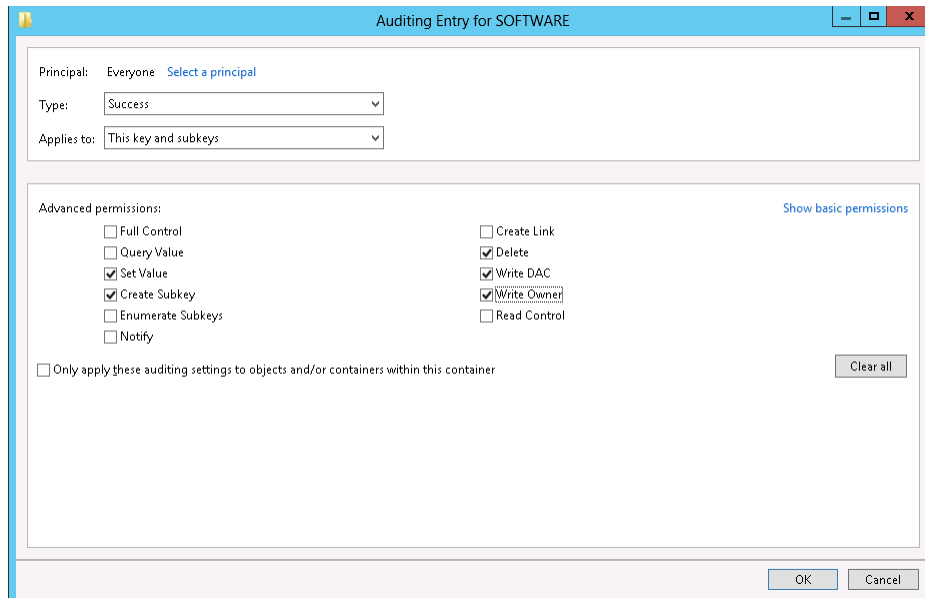 Auditing Entry for SOFTWARE
Principal: Everyone Select a principal
Type: Success
Applies to: This key and subkeys
Advanced permissions: Show basic permissions
Full Control Create Link
Query Value Delete
Set Value Write DAC
Create Subkey Write Owner
Enumerate Subkeys Read Control
Notify
Only apply these auditing settings to objects and/or containers within this container Clear all
OK Cancel